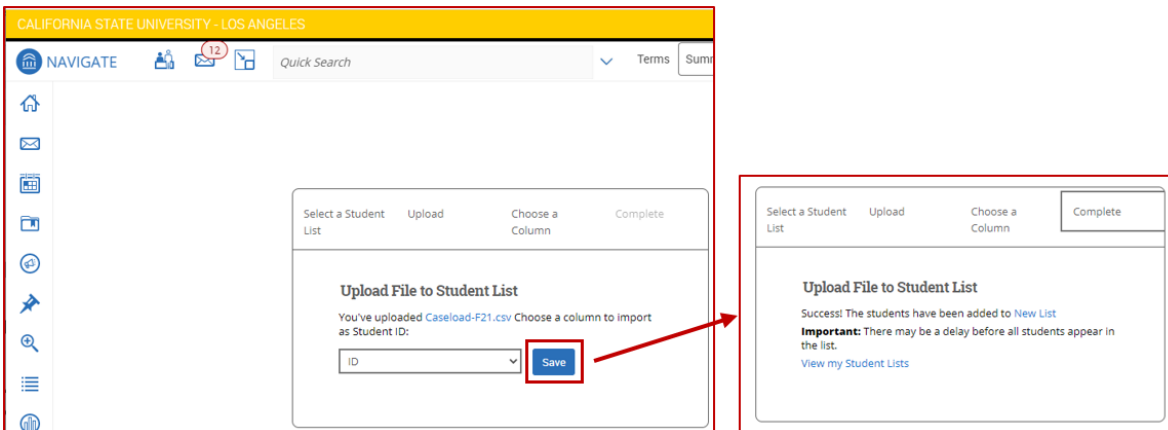 CALIFORNIA STATE UNIVERSITY - LOS ANGELES
NAVIGATE
12
Quick Search
Terms
Select a Student List
Upload
Choose a Column
Complete
Upload File to Student List
You've uploaded Caseload-F21.csv Choose a column to import
as Student ID:
ID
Save
Select a Student List
Upload
Choose a Column
Complete
Upload File to Student List
Success! The students have been added to New List
Important: There may be a delay before all students appear in
the list.
View my Student Lists